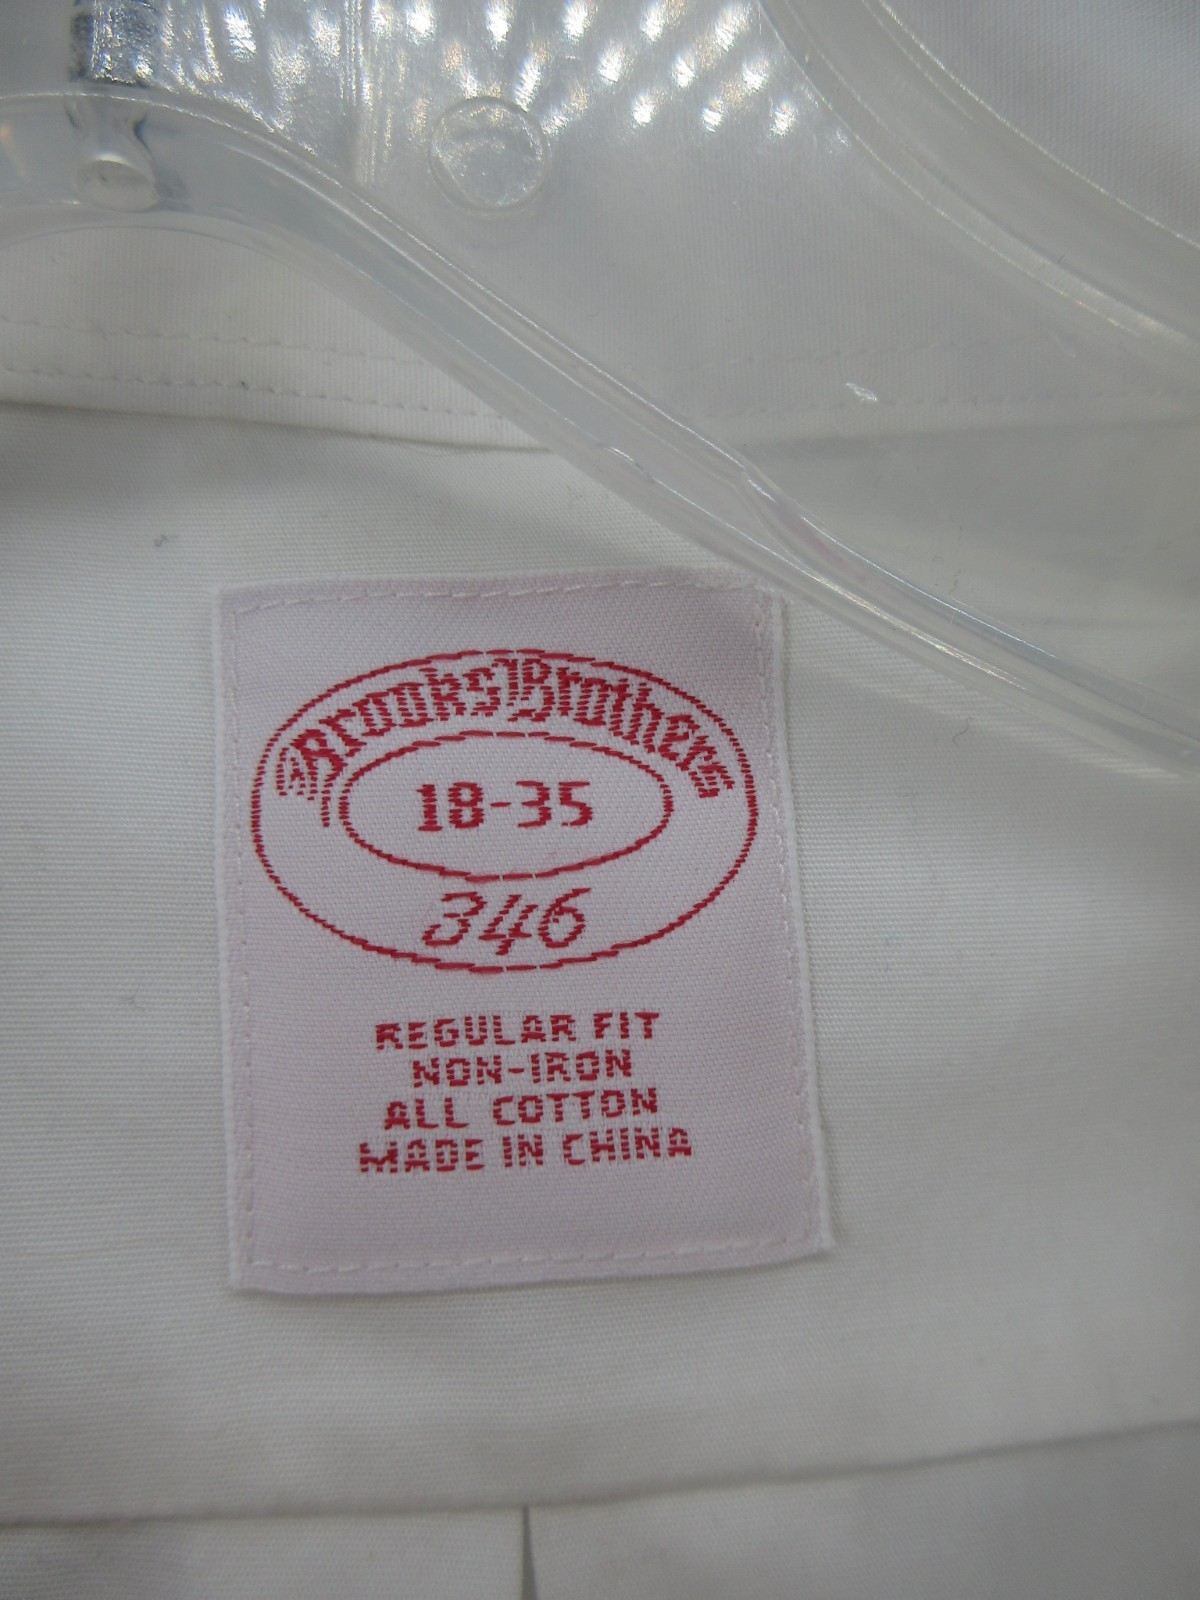 Brooks Brothers
18-35
346
REGULAR FIT
NON-IRON
ALL COTTON
MADE IN CHINA